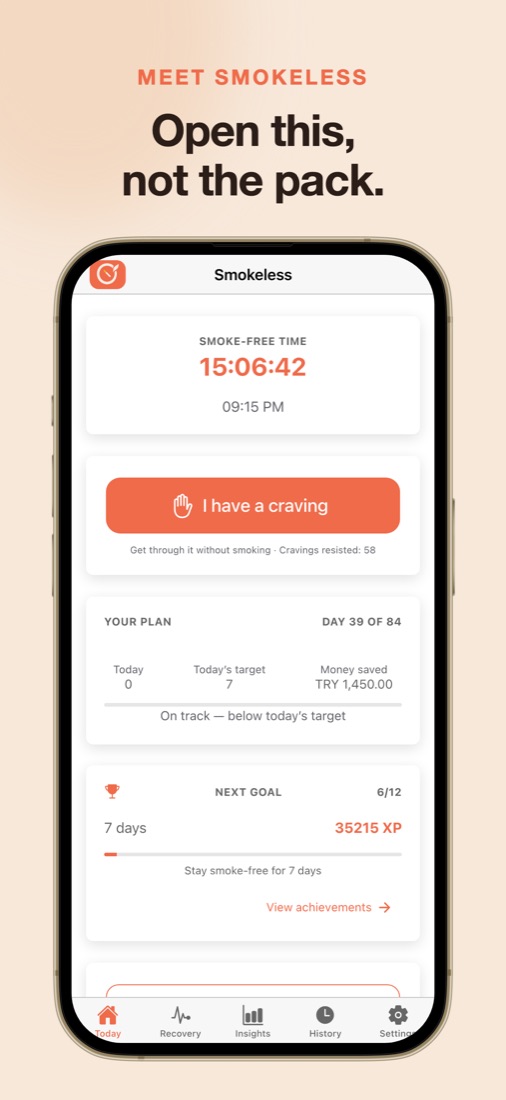 MEET SMOKELESS
Open this,
not the pack.
Smokeless
SMOKE-FREE TIME
15:06:42
09:15 PM
I have a craving
Get through it without smoking · Cravings resisted: 58
YOUR PLAN
DAY 39 OF 84
Today
Today's target
Money saved
0
7
TRY 1,450.00
On track — below today's target
NEXT GOAL
6/12
7 days
35215 XP
Stay smoke-free for 7 days
View achievements
Today
Recovery
Insights
History
Settings